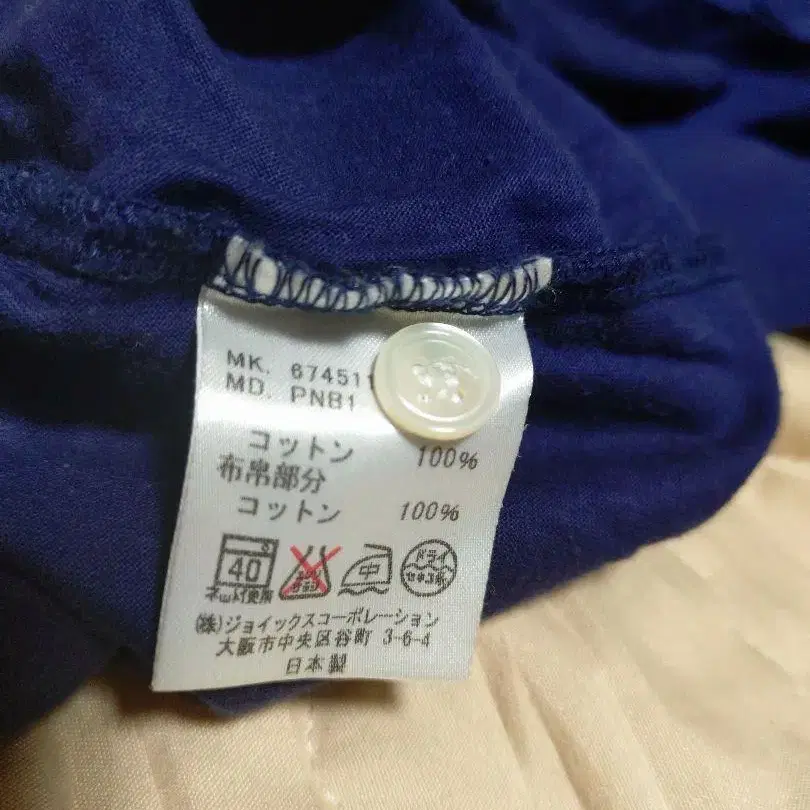 MK. 674511
MD. PNB1
コットン 100%
布帛部分
コットン 100%
40 中 ドライ
ネット使用
(株)ジョイックスコーポレーション
大阪市中央区谷町 3-6-4
日本製